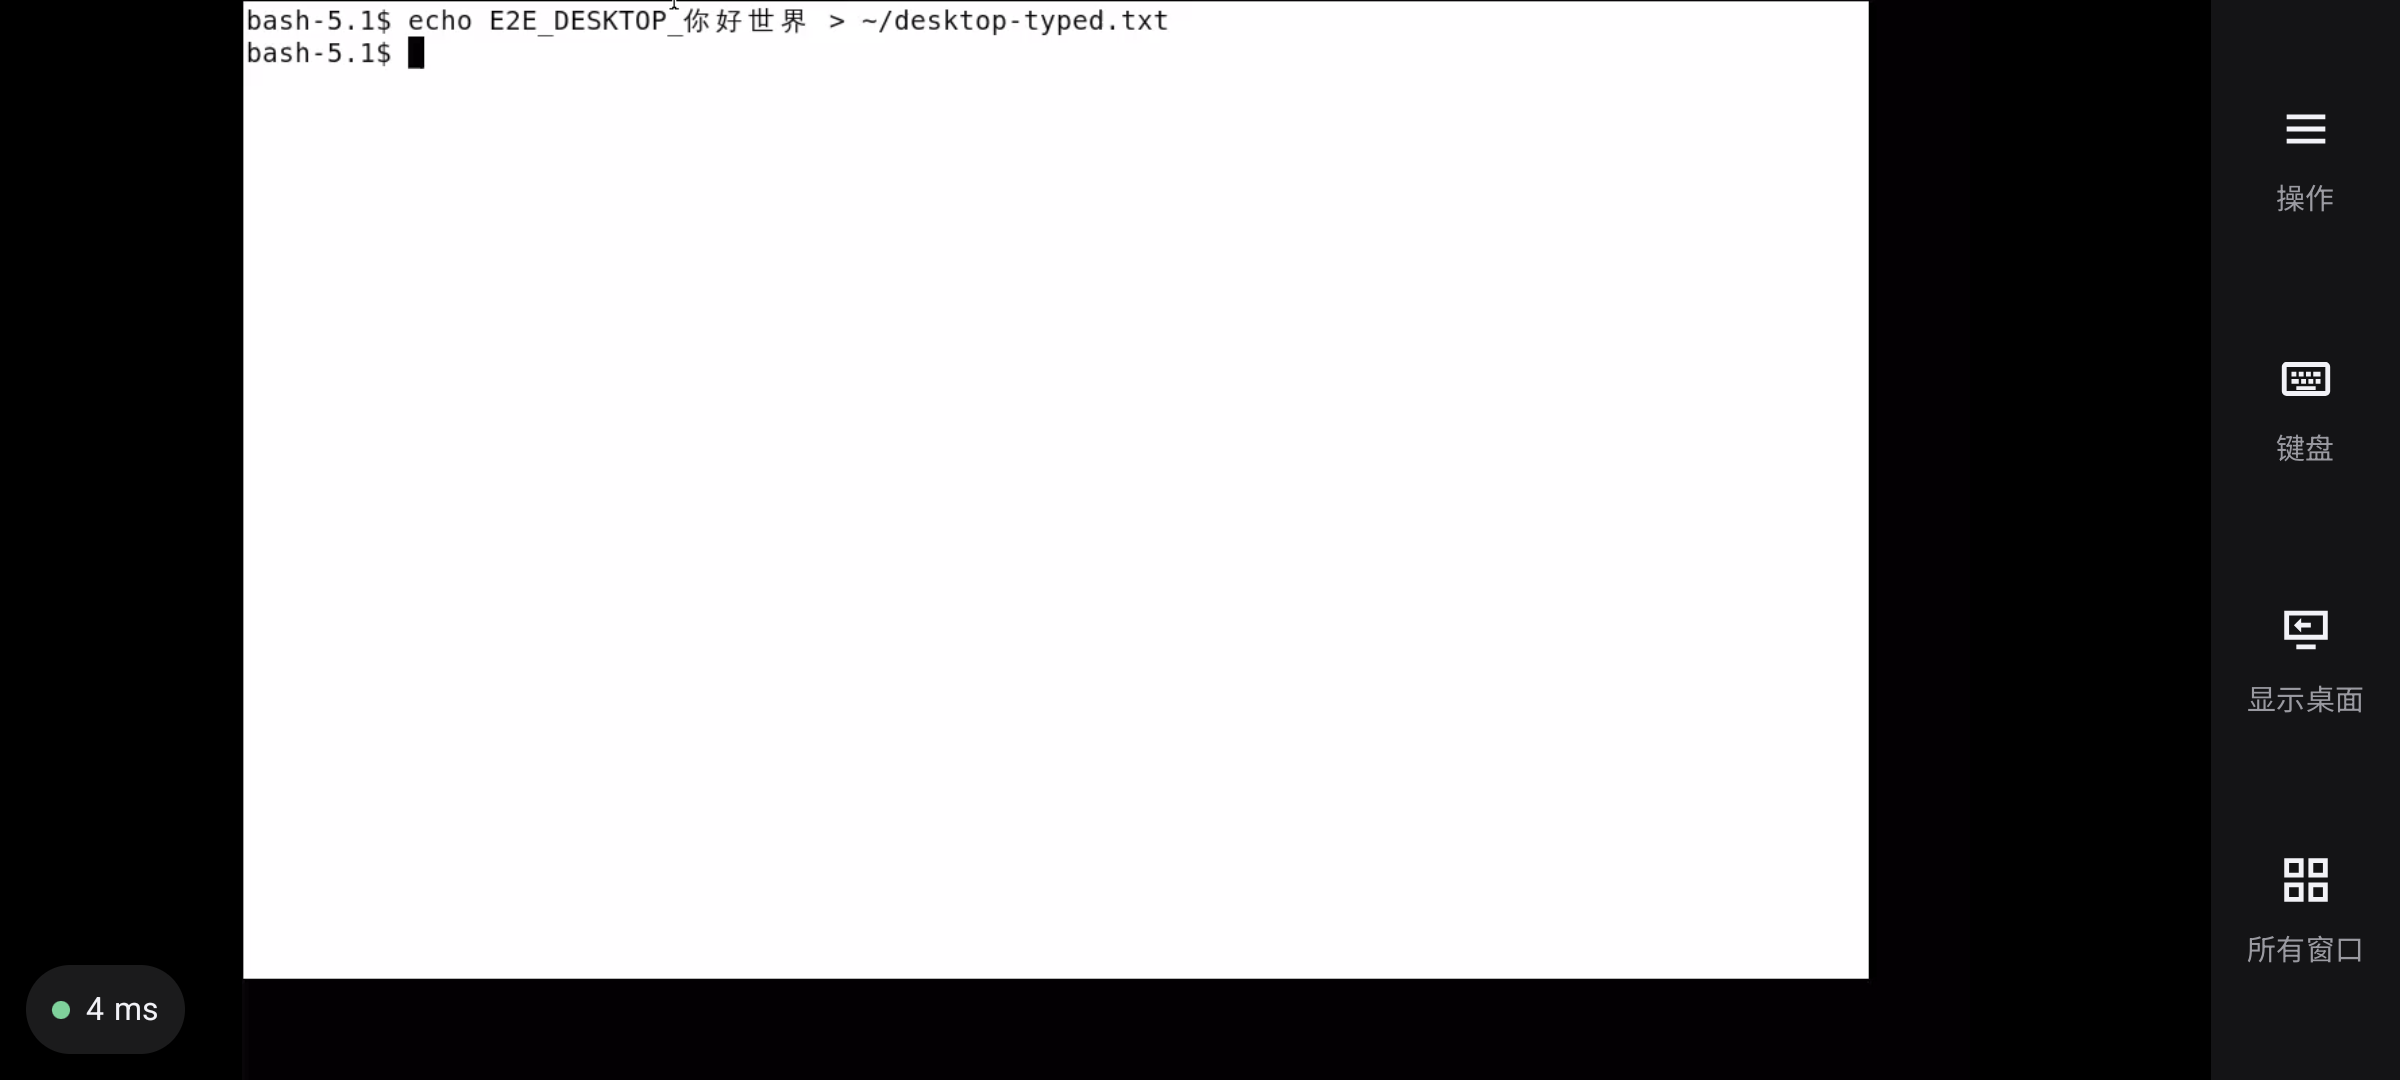 bash-5.1$ echo E2E_DESKTOP_你好世界 > ~/desktop-typed.txt
bash-5.1$
操作
键盘
显示桌面
所有窗口
4 ms